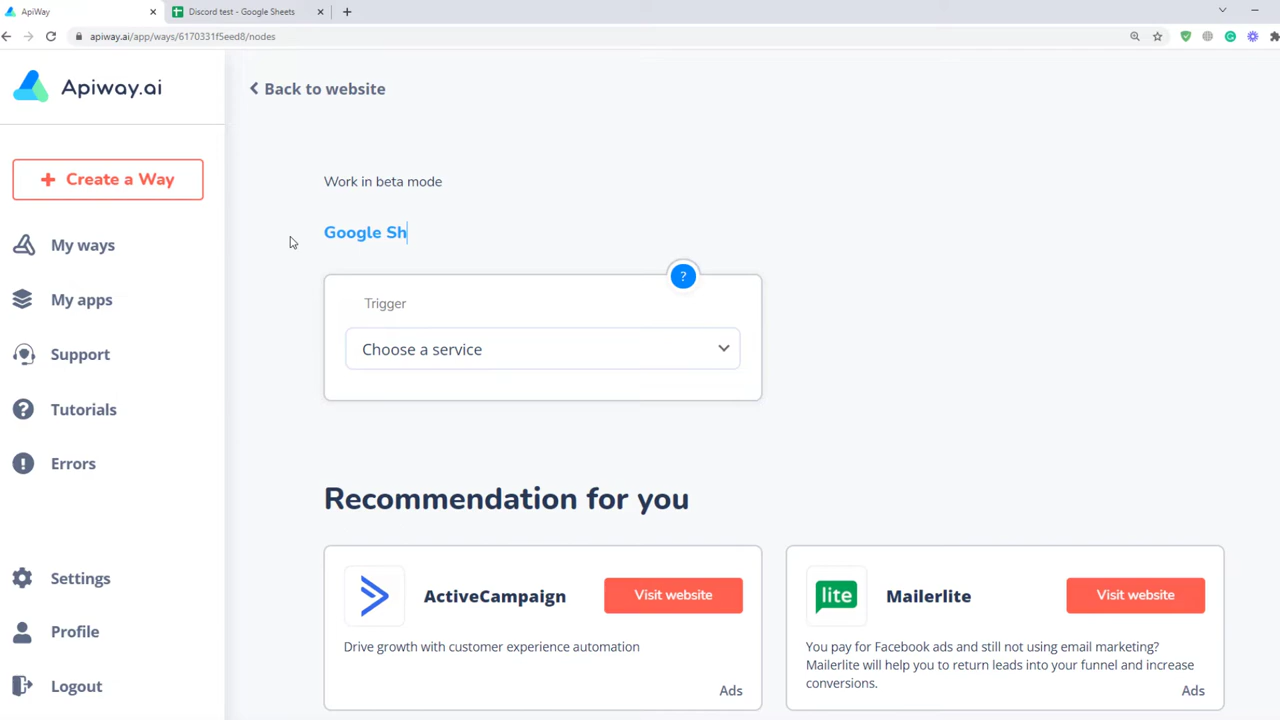 ApiWay
Discord test - Google Sheets
apiway.ai/app/ways/6170331f5eed8/nodes
Apiway.ai
Back to website
Create a Way
My ways
My apps
Support
Tutorials
Errors
Settings
Profile
Logout
Work in beta mode
Google Sh
?
Trigger
Choose a service
Recommendation for you
ActiveCampaign
Visit website
Drive growth with customer experience automation
Ads
lite
Mailerlite
Visit website
You pay for Facebook ads and still not using email marketing?
Mailerlite will help you to return leads into your funnel and increase
conversions.
Ads